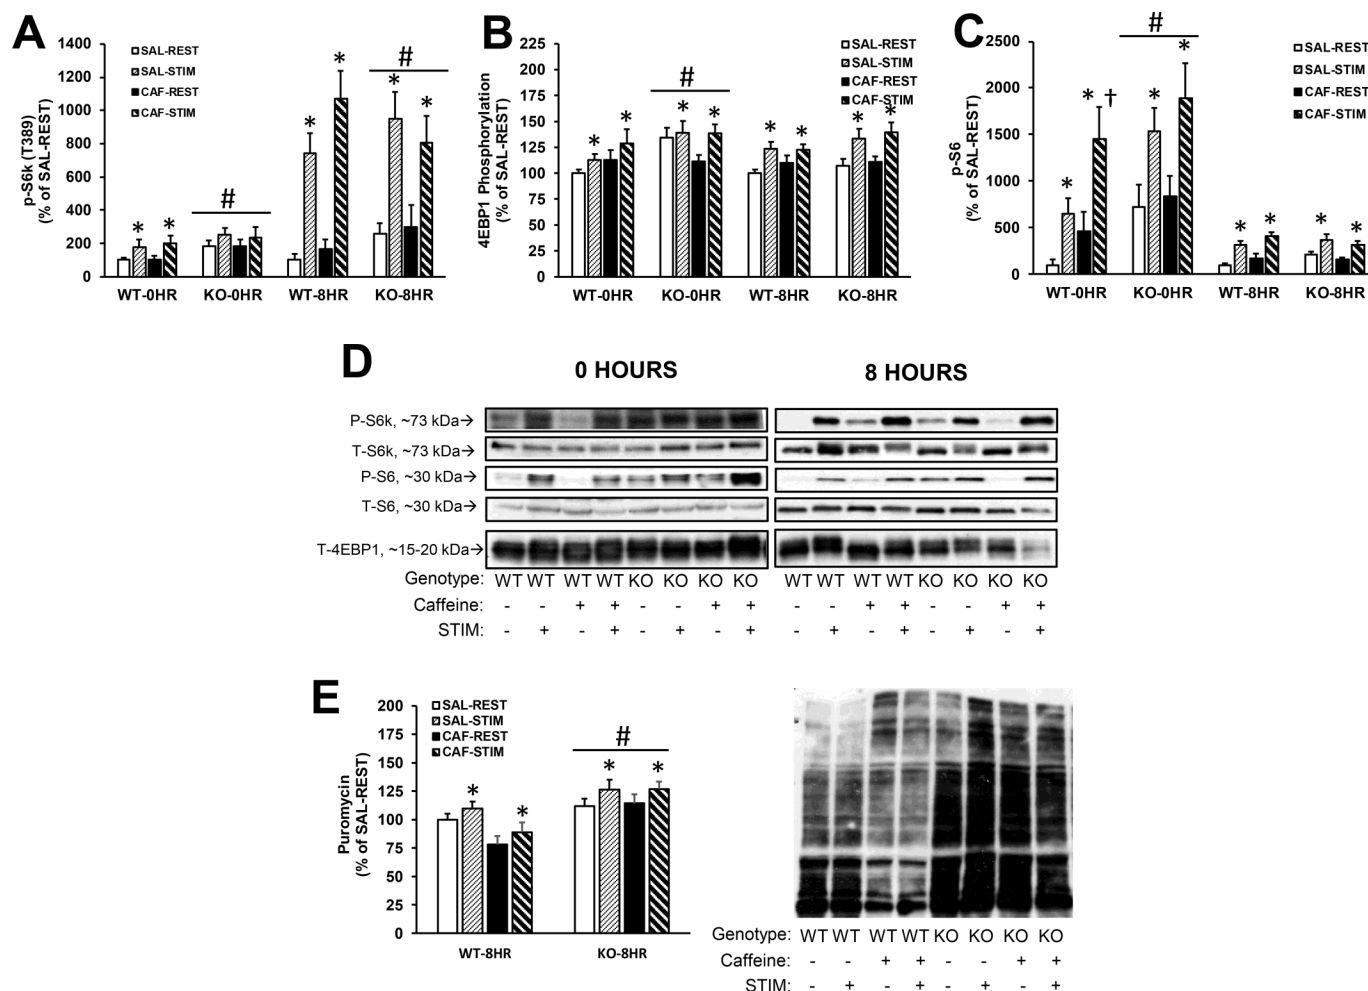 A
p-S6k (T389)
(% of SAL-REST)
1400
1200
1000
800
600
400
200
0
SAL-REST
SAL-STIM
CAF-REST
CAF-STIM
* * # * * # * *
WT-0HR KO-0HR WT-8HR KO-8HR
B
4EBP1 Phosphorylation
(% of SAL-REST)
225
200
175
150
125
100
75
50
25
0
SAL-REST
SAL-STIM
CAF-REST
CAF-STIM
* * # * * * * * *
WT-0HR KO-0HR WT-8HR KO-8HR
C
p-S6
(% of SAL-REST)
2500
2000
1500
1000
500
0
SAL-REST
SAL-STIM
CAF-REST
CAF-STIM
* * † # * * * * * *
WT-0HR KO-0HR WT-8HR KO-8HR
D
0 HOURS 8 HOURS
P-S6k, ~73 kDa→
T-S6k, ~73 kDa→
P-S6, ~30 kDa→
T-S6, ~30 kDa→
T-4EBP1, ~15-20 kDa→
Genotype: WT WT WT WT KO KO KO KO WT WT WT WT KO KO KO KO
Caffeine: - - + + - - + + - - + + - - + +
STIM: - + - + - + - + - + - + - + - +
E
Puromycin
(% of SAL-REST)
200
175
150
125
100
75
50
25
0
SAL-REST
SAL-STIM
CAF-REST
CAF-STIM
* * # * *
WT-8HR KO-8HR
Genotype: WT WT WT WT KO KO KO KO
Caffeine: - - + + - - + +
STIM: - + - + - + - +